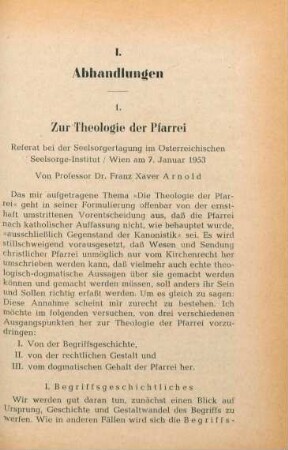 I.
Abhandlungen
1.
Zur Theologie der Pfarrei
Referat bei der Seelsorgertagung im Österreichischen
Seelsorge-Institut / Wien am 7. Januar 1953
Von Professor Dr. Franz Xaver Arnold
Das mir aufgetragene Thema »Die Theologie der Pfar-
rei« geht in seiner Formulierung offenbar von der ernst-
haft umstrittenen Vorentscheidung aus, daß die Pfarrei
nach katholischer Auffassung nicht, wie behauptet wurde,
»ausschließlich Gegenstand der Kanonistik« sei. Es wird
stillschweigend vorausgesetzt, daß Wesen und Sendung
christlicher Pfarrei unmöglich nur vom Kirchenrecht her
umschrieben werden kann, daß vielmehr auch echte theo-
logisch-dogmatische Aussagen über sie gemacht werden
können und gemacht werden müssen, soll anders ihr Sein
und Sollen richtig erfaßt werden. Um es gleich zu sagen:
Diese Annahme scheint mir zurecht zu bestehen. Ich
möchte im folgenden versuchen, von drei verschiedenen
Ausgangspunkten her zur Theologie der Pfarrei vorzu-
dringen:
I. Von der Begriffsgeschichte,
II. von der rechtlichen Gestalt und
III. vom dogmatischen Gehalt der Pfarrei her.
I. Begriffsgeschichtliches
Wir werden gut daran tun, zunächst einen Blick auf
Ursprung, Geschichte und Gestaltwandel des Begriffs zu
werfen. Wie in anderen Fällen wird sich die Begriffs-